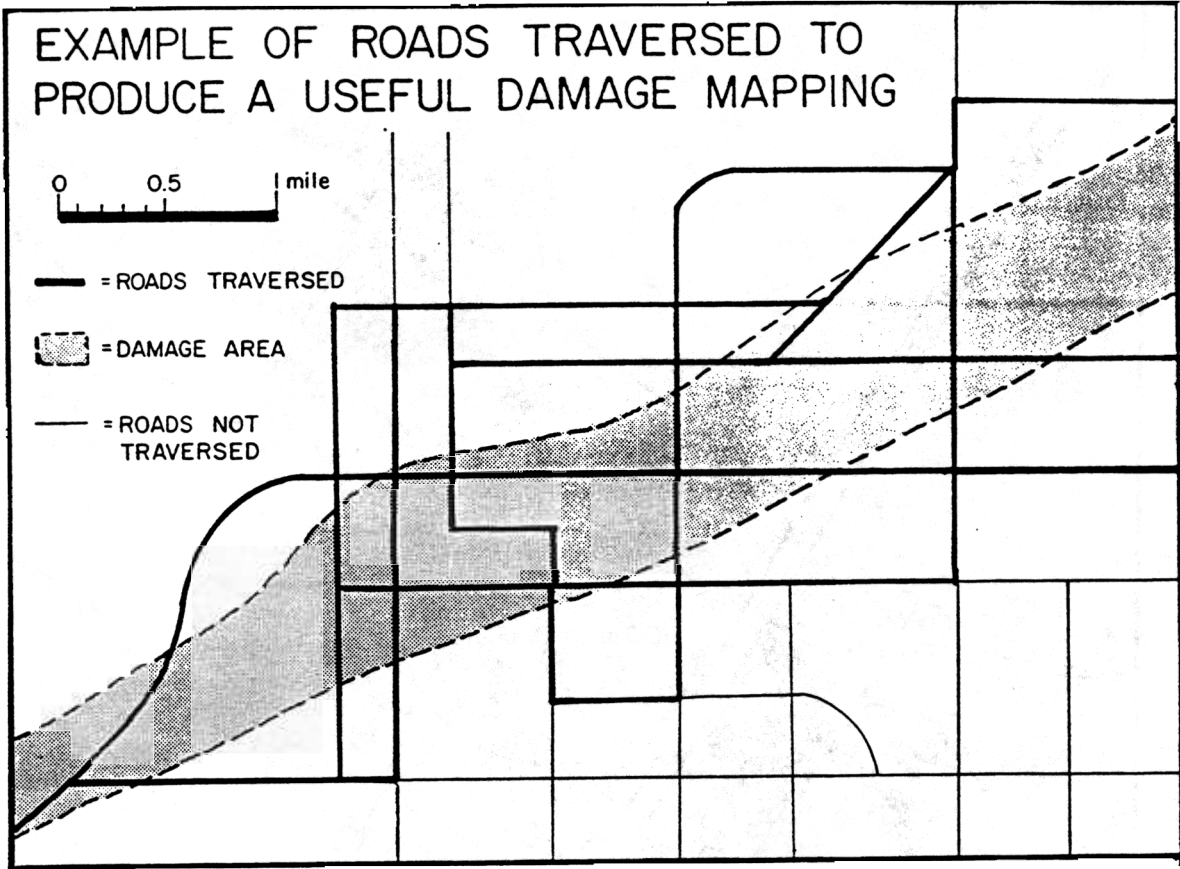 EXAMPLE OF ROADS TRAVERSED TO
PRODUCE A USEFUL DAMAGE MAPPING
0 0.5 1 mile
= ROADS TRAVERSED
= DAMAGE AREA
= ROADS NOT
TRAVERSED